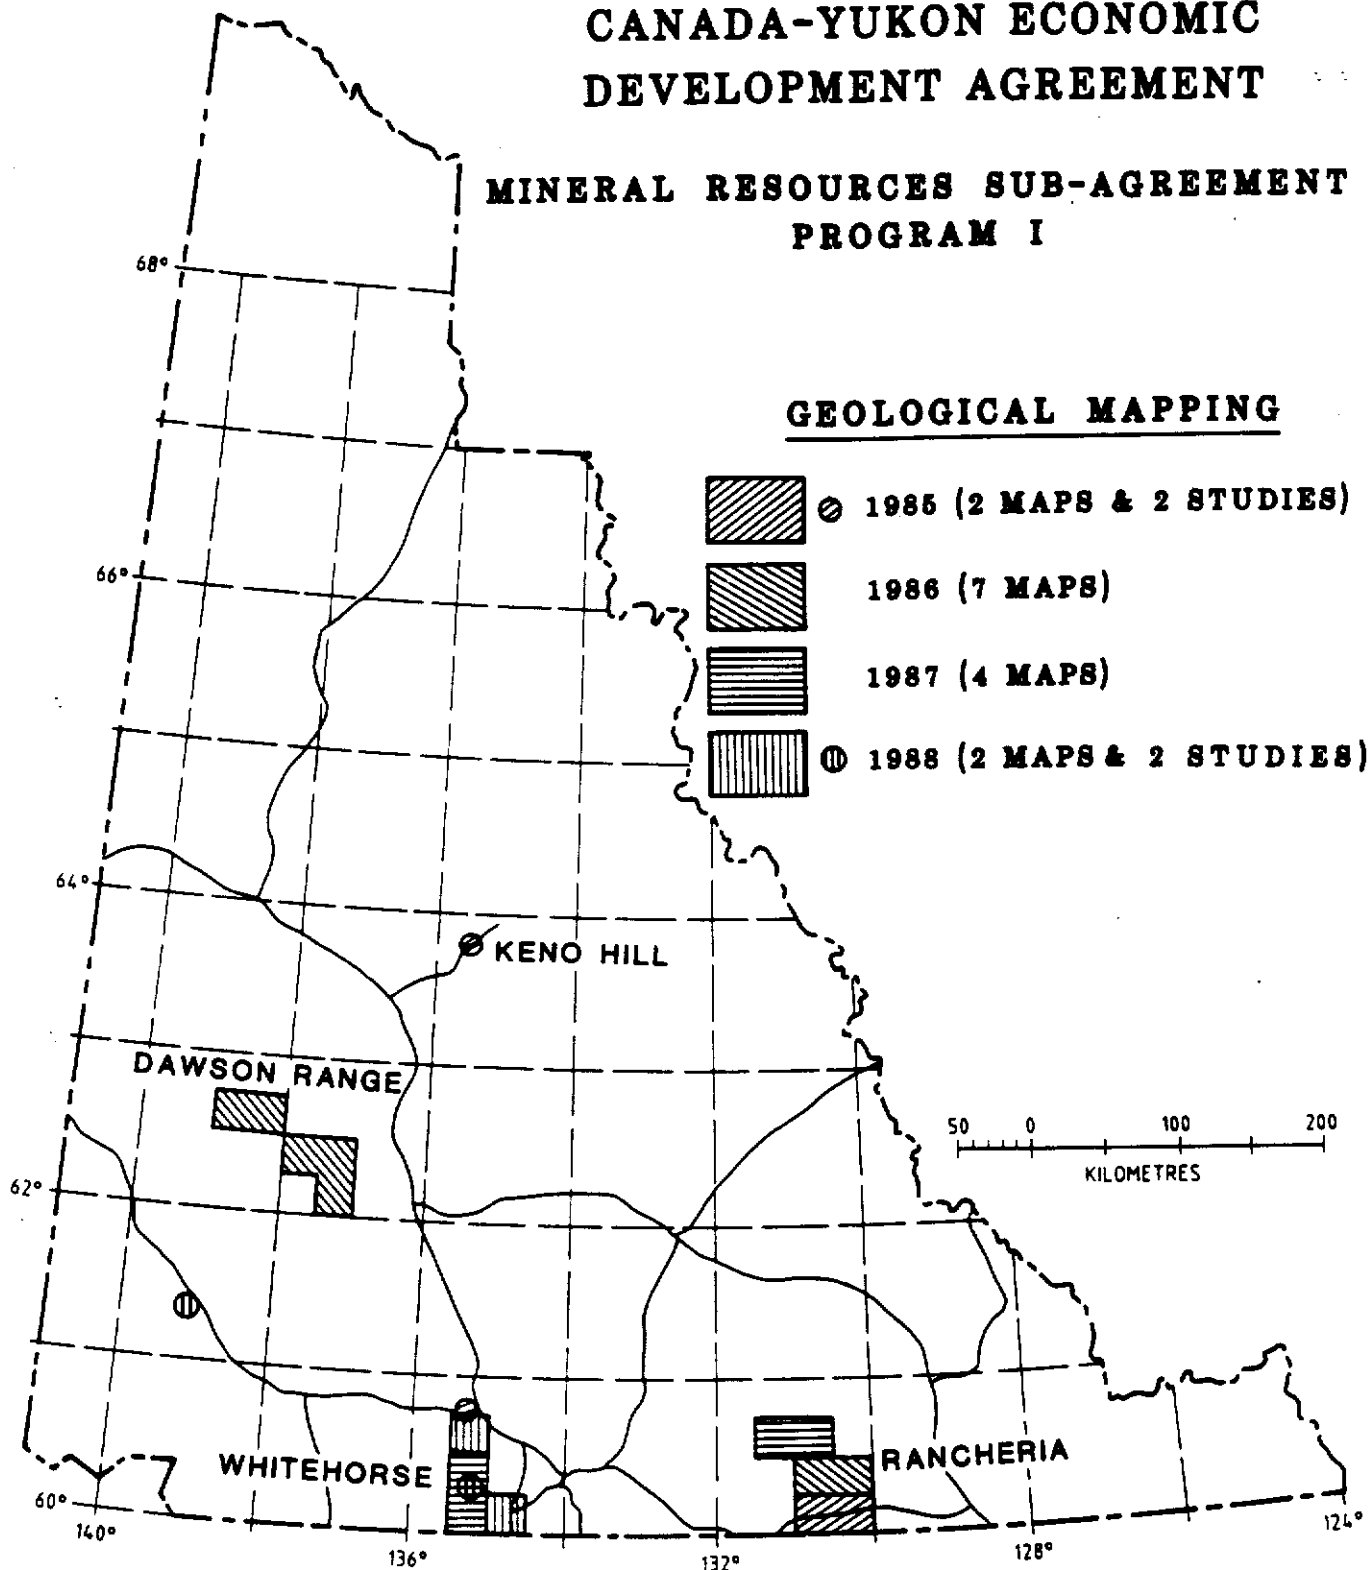 CANADA-YUKON ECONOMIC
DEVELOPMENT AGREEMENT
MINERAL RESOURCES SUB-AGREEMENT
PROGRAM I
68°
GEOLOGICAL MAPPING
1985 (2 MAPS & 2 STUDIES)
66°
1986 (7 MAPS)
1987 (4 MAPS)
1988 (2 MAPS & 2 STUDIES)
64°
KENO HILL
DAWSON RANGE
50 0 100 200
KILOMETRES
62°
WHITEHORSE
RANCHERIA
60°
140°
136°
132°
128°
124°